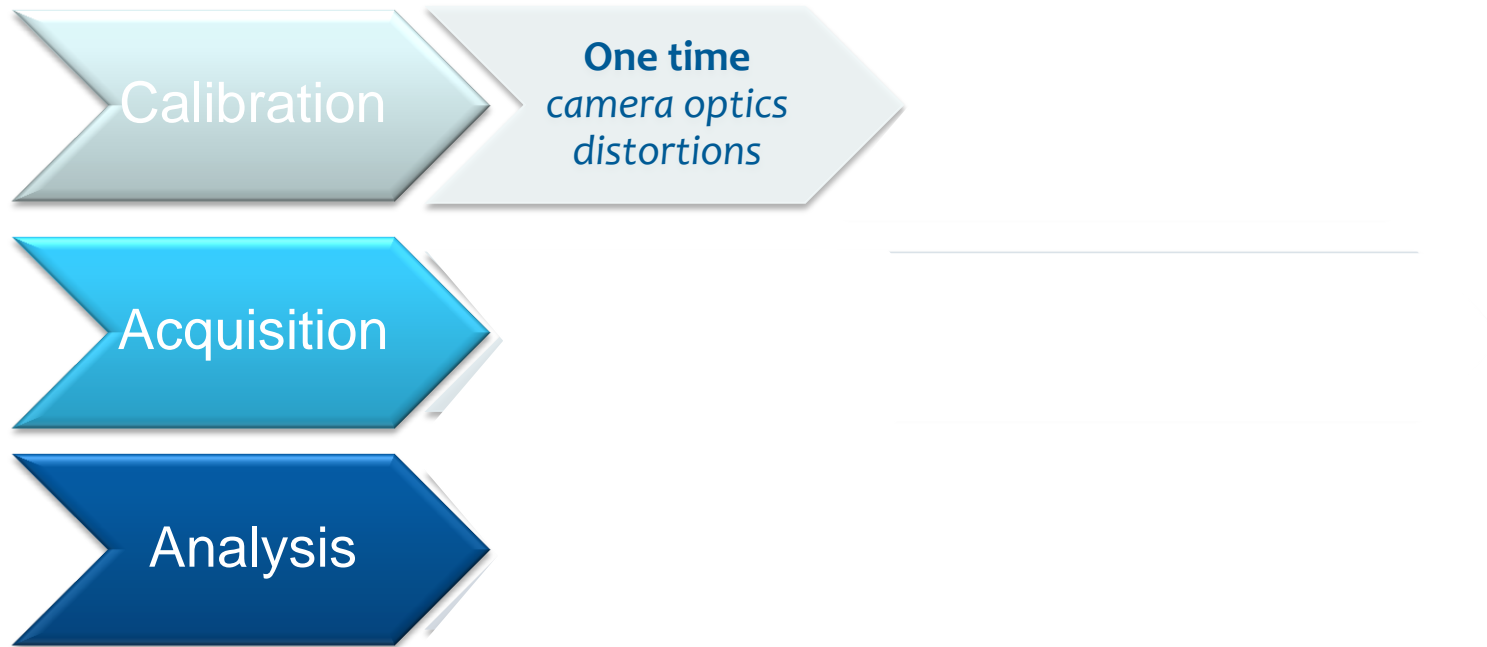 Calibration
One time
camera optics
distortions
Acquisition
Analysis